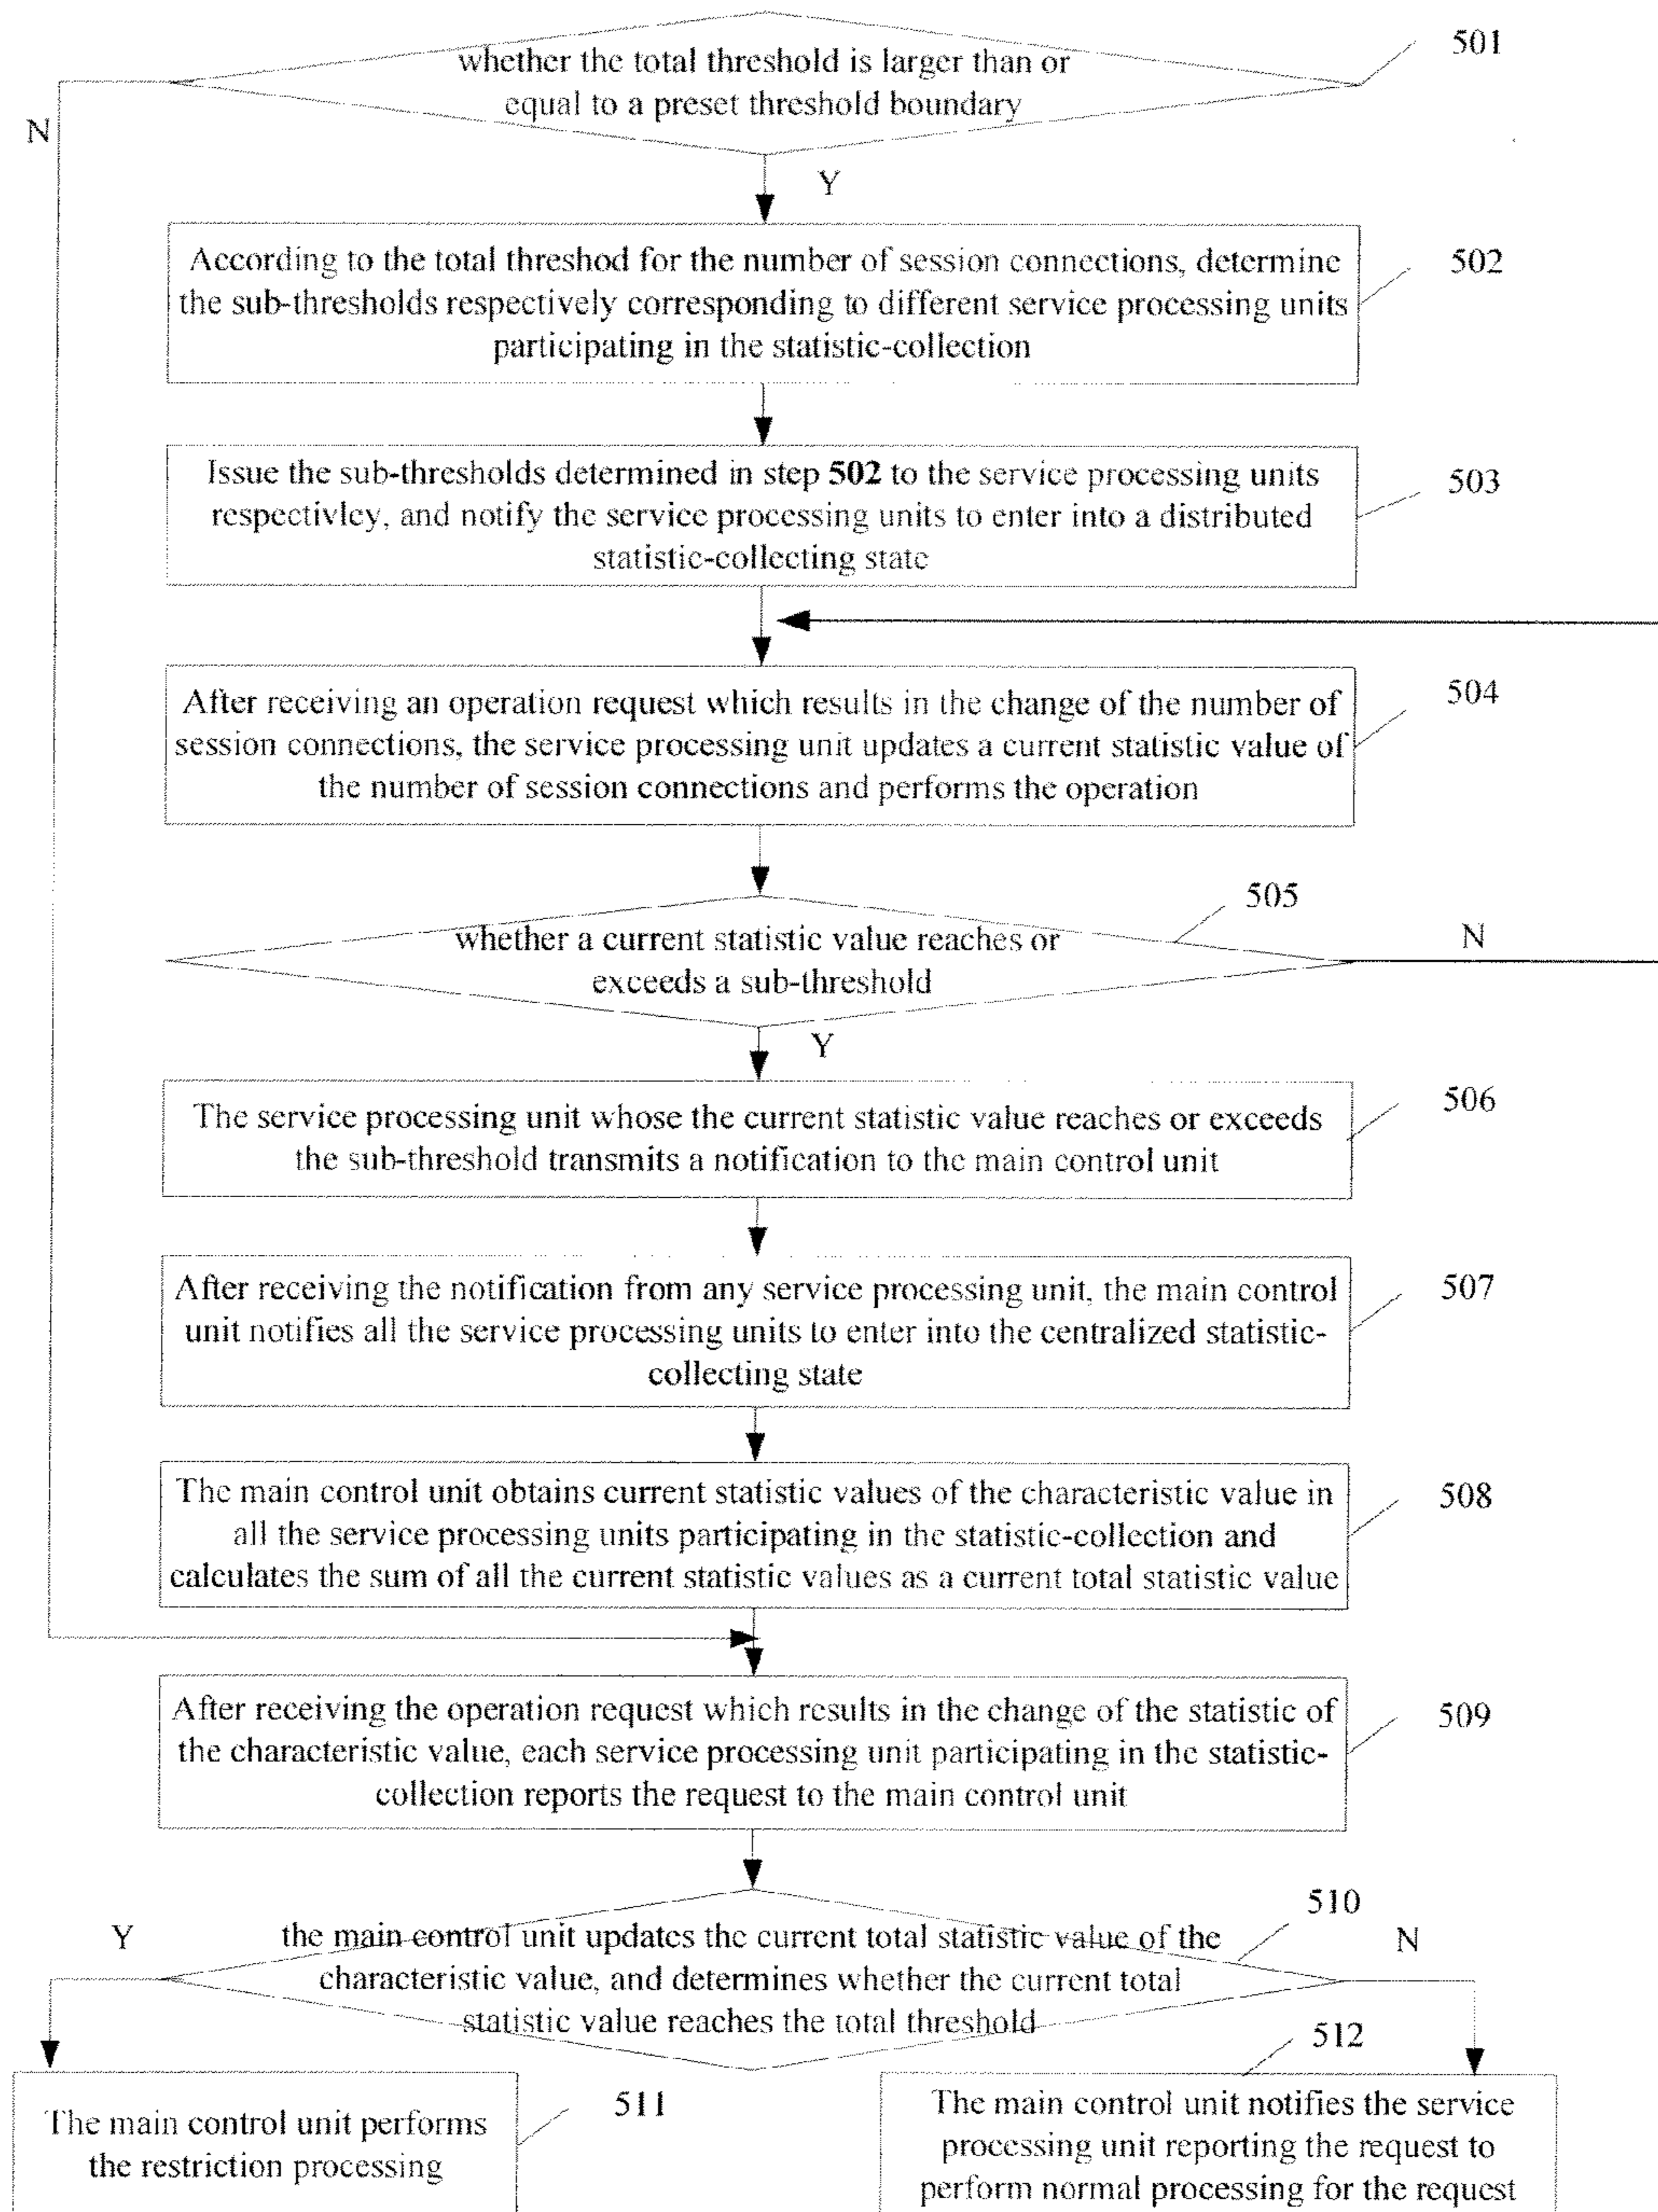 whether the total threshold is larger than or
equal to a preset threshold boundary
501
N
Y
According to the total threshod for the number of session connections, determine
the sub-thresholds respectively corresponding to different service processing units
participating in the statistic-collection
502
Issue the sub-thresholds determined in step 502 to the service processing units
respectivley, and notify the service processing units to enter into a distributed
statistic-collecting state
503
After receiving an operation request which results in the change of the number of
session connections, the service processing unit updates a current statistic value of
the number of session connections and performs the operation
504
505
whether a current statistic value reaches or
exceeds a sub-threshold
N
Y
The service processing unit whose the current statistic value reaches or exceeds
the sub-threshold transmits a notification to the main control unit
506
After receiving the notification from any service processing unit, the main control
unit notifies all the service processing units to enter into the centralized statistic-
collecting state
507
The main control unit obtains current statistic values of the characteristic value in
all the service processing units participating in the statistic-collection and
calculates the sum of all the current statistic values as a current total statistic value
508
After receiving the operation request which results in the change of the statistic of
the characteristic value, each service processing unit participating in the statistic-
collection reports the request to the main control unit
509
510
Y
the main control unit updates the current total statistic value of the
characteristic value, and determines whether the current total
statistic value reaches the total threshold
N
512
The main control unit performs
the restriction processing
511
The main control unit notifies the service
processing unit reporting the request to
perform normal processing for the request